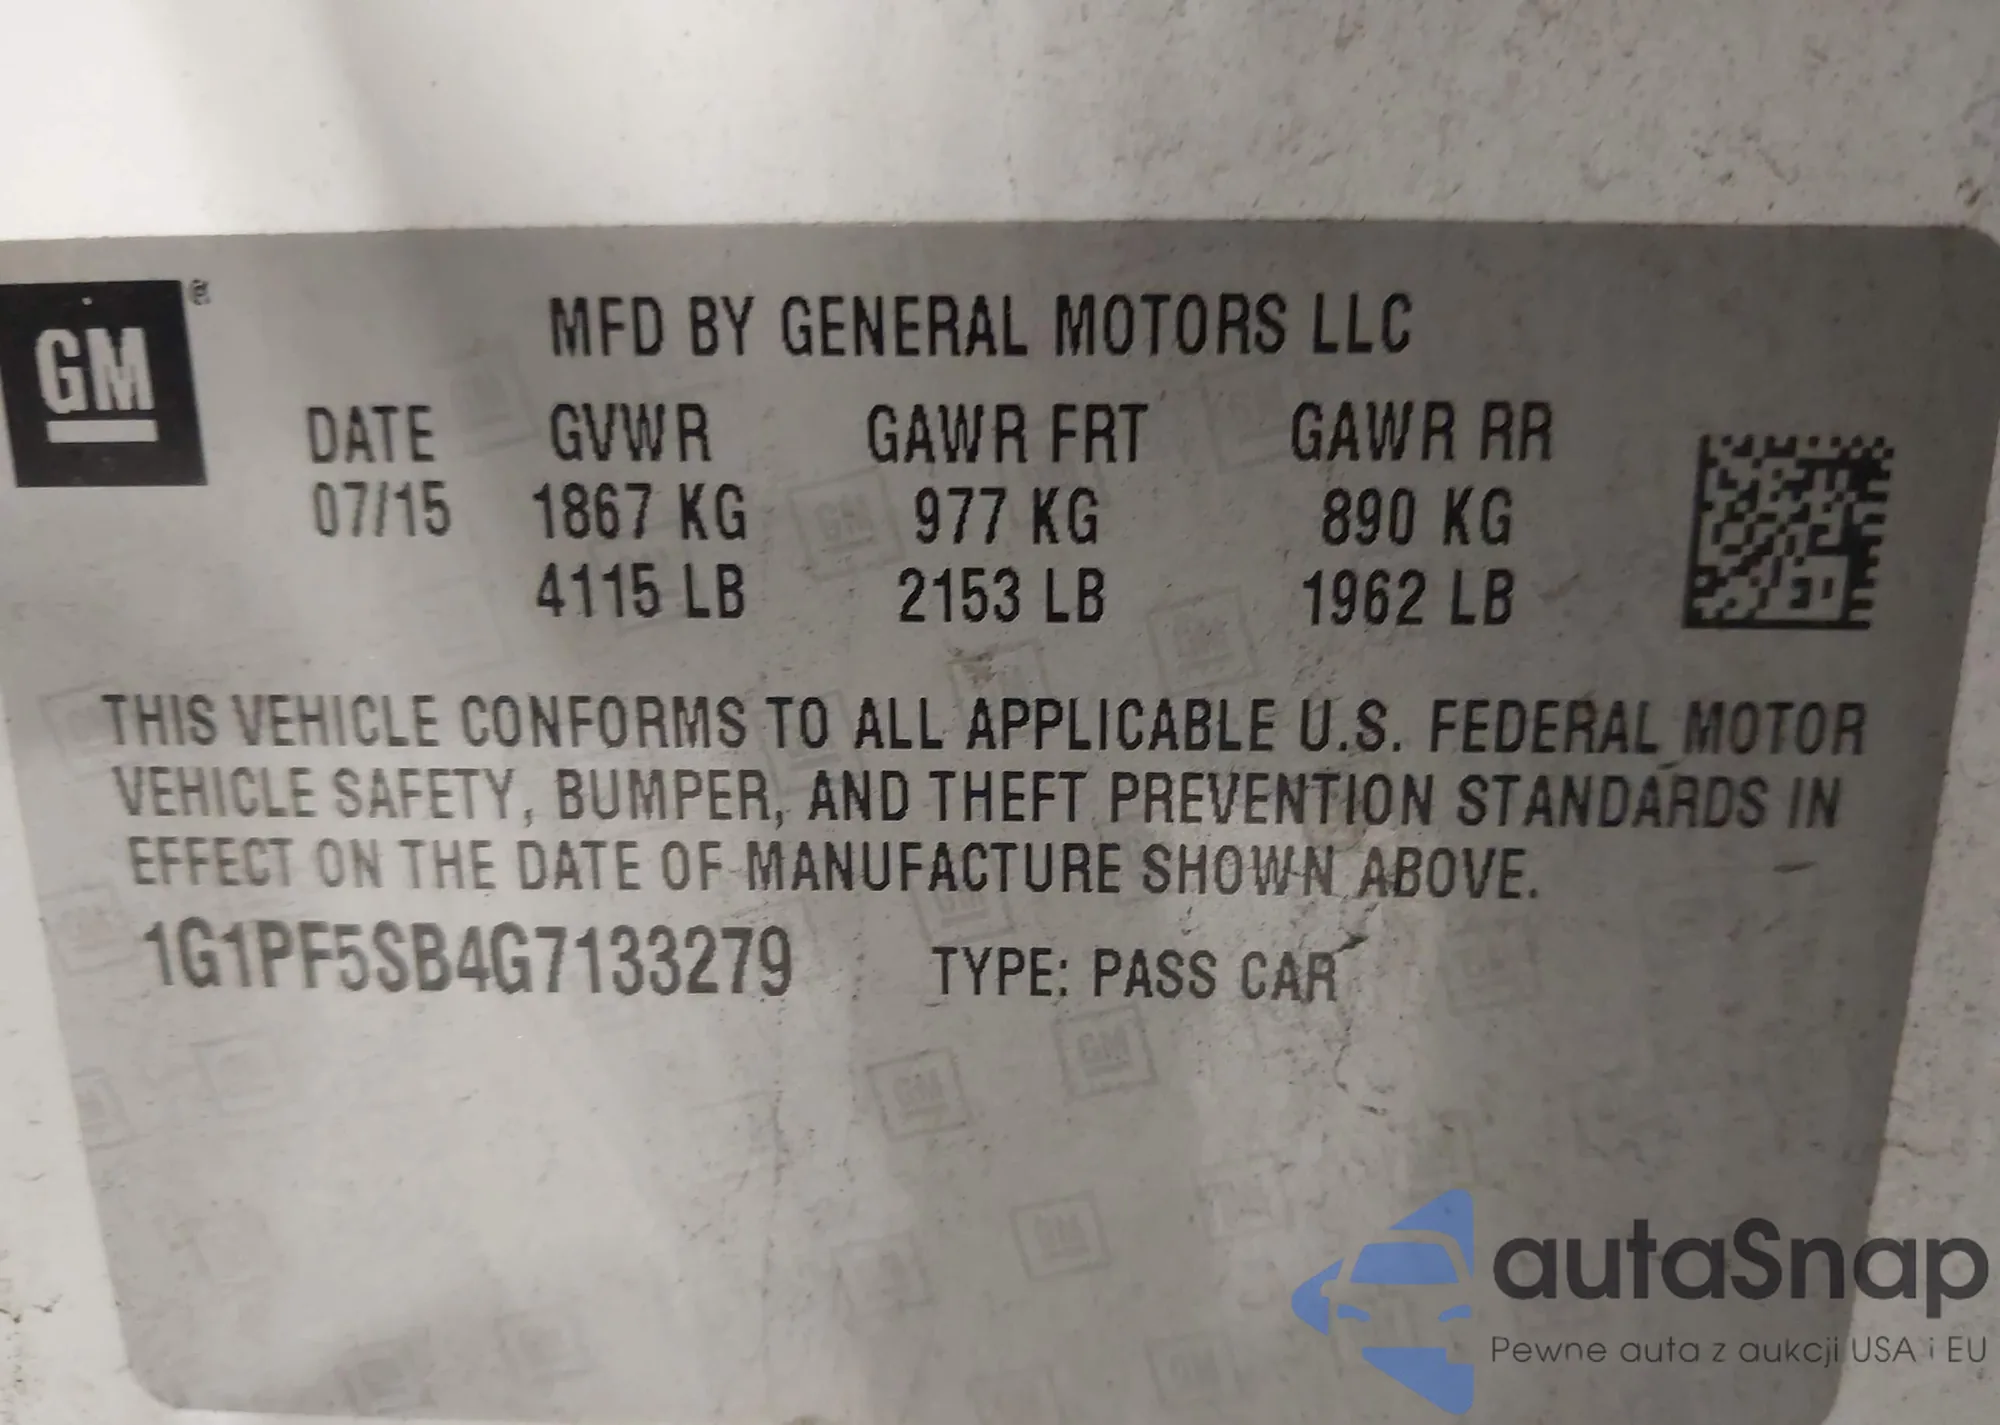 GM
MFD BY GENERAL MOTORS LLC
DATE GVWR GAWR FRT GAWR RR
07/15 1867 KG 977 KG 890 KG
4115 LB 2153 LB 1962 LB
THIS VEHICLE CONFORMS TO ALL APPLICABLE U.S. FEDERAL MOTOR
VEHICLE SAFETY, BUMPER, AND THEFT PREVENTION STANDARDS IN
EFFECT ON THE DATE OF MANUFACTURE SHOWN ABOVE.
1G1PF5SB4G7133279 TYPE: PASS CAR
autaSnap
Pewne auta z aukcji USA i EU